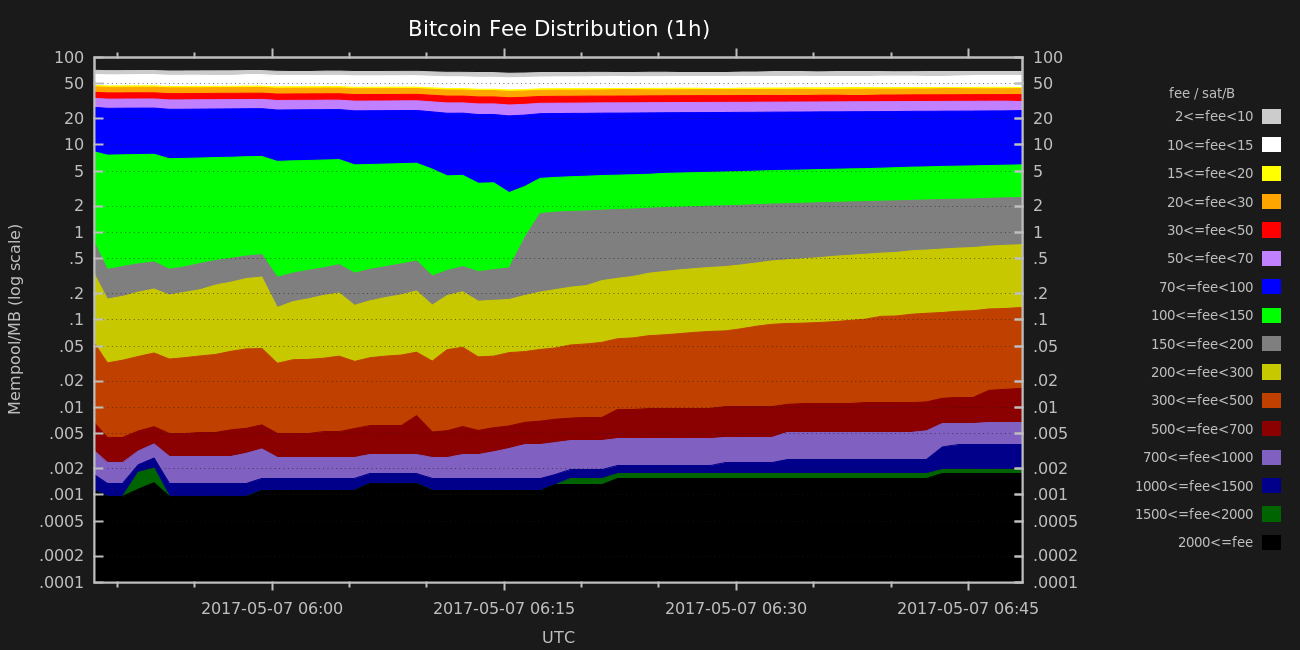 Bitcoin Fee Distribution (1h)
Mempool/MB (log scale)
100
50
20
10
5
2
1
.5
.2
.1
.05
.02
.01
.005
.002
.001
.0005
.0002
.0001
100
50
20
10
5
2
1
.5
.2
.1
.05
.02
.01
.005
.002
.001
.0005
.0002
.0001
2017-05-07 06:00 2017-05-07 06:15 2017-05-07 06:30 2017-05-07 06:45
UTC
fee / sat/B
2<=fee<10
10<=fee<15
15<=fee<20
20<=fee<30
30<=fee<50
50<=fee<70
70<=fee<100
100<=fee<150
150<=fee<200
200<=fee<300
300<=fee<500
500<=fee<700
700<=fee<1000
1000<=fee<1500
1500<=fee<2000
2000<=fee